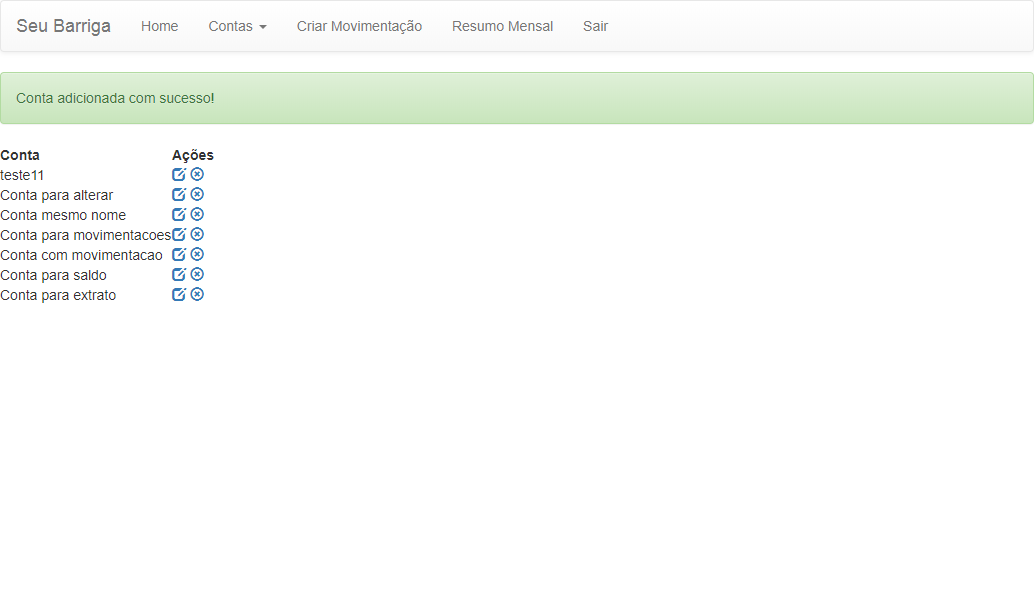 Seu Barriga Home Contas Criar Movimentação Resumo Mensal Sair
Conta adicionada com sucesso!
Conta Ações
teste11
Conta para alterar
Conta mesmo nome
Conta para movimentacoes
Conta com movimentacao
Conta para saldo
Conta para extrato